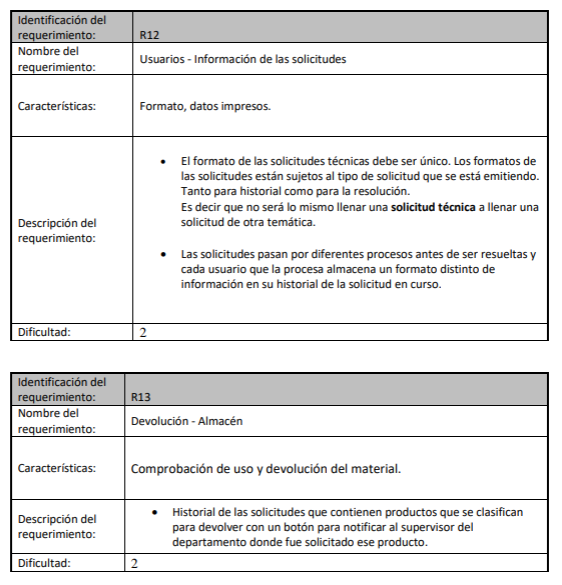 Identificación del
requerimiento:
R12
Nombre del
requerimiento:
Usuarios - Información de las solicitudes
Características:
Formato, datos impresos.
Descripción del
requerimiento:
• El formato de las solicitudes técnicas debe ser único. Los formatos de
las solicitudes están sujetos al tipo de solicitud que se está emitiendo.
Tanto para historial como para la resolución.
Es decir que no será lo mismo llenar una solicitud técnica a llenar una
solicitud de otra temática.
• Las solicitudes pasan por diferentes procesos antes de ser resueltas y
cada usuario que la procesa almacena un formato distinto de
información en su historial de la solicitud en curso.
Dificultad:
2
Identificación del
requerimiento:
R13
Nombre del
requerimiento:
Devolución - Almacén
Características:
Comprobación de uso y devolución del material.
Descripción del
requerimiento:
• Historial de las solicitudes que contienen productos que se clasifican
para devolver con un botón para notificar al supervisor del
departamento donde fue solicitado ese producto.
Dificultad:
2